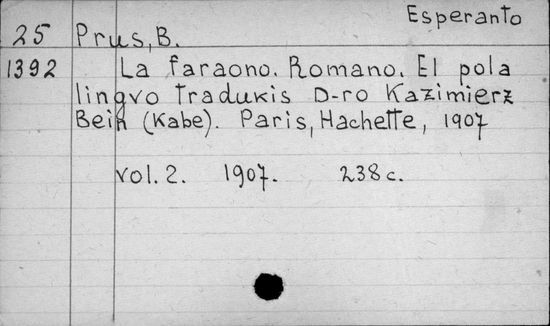 Esperanto
25 Prus, B.
1392 La faraono. Romano. El pola
lingvo tradukis D-ro Kazimierz
Bein (Kabe). Paris, Hachette, 1907
vol. 2. 1907. 238 c.